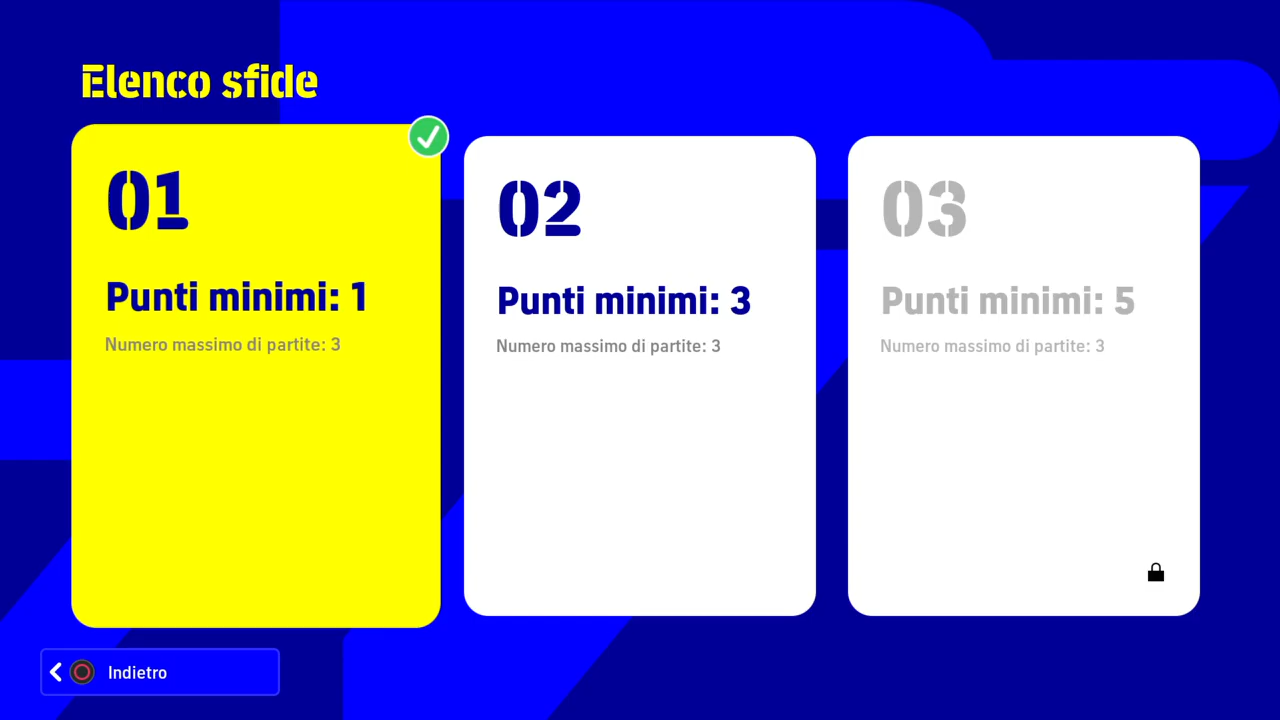 Elenco sfide
01
Punti minimi: 1
Numero massimo di partite: 3
02
Punti minimi: 3
Numero massimo di partite: 3
03
Punti minimi: 5
Numero massimo di partite: 3
Indietro